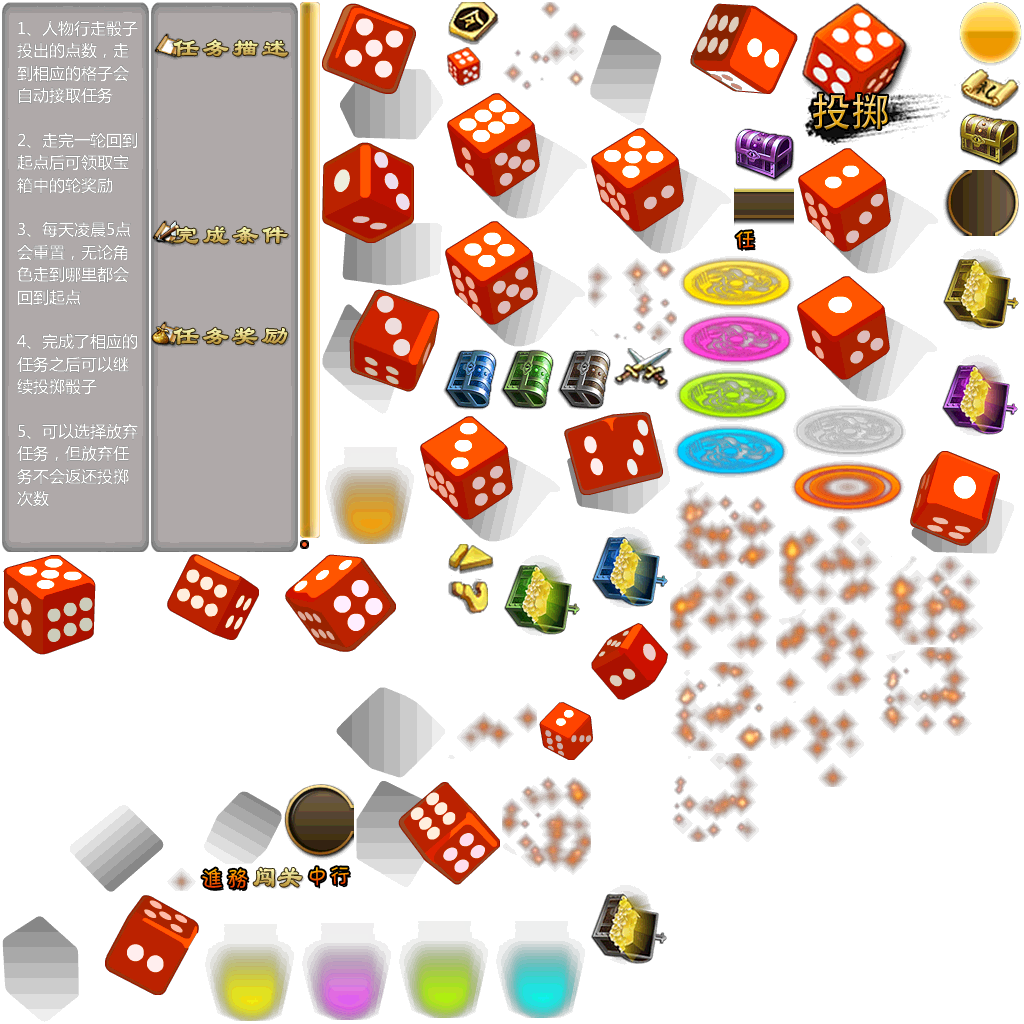 1、人物行走骰子
投出的点数，走
到相应的格子会
自动接取任务
2、走完一轮回到
起点后可领取宝
箱中的轮奖励
3、每天凌晨5点
会重置，无论角
色走到哪里都会
回到起点
4、完成了相应的
任务之后可以继
续投掷骰子
5、可以选择放弃
任务，但放弃任
务不会返还投掷
次数
任务描述
完成条件
任务奖励
投掷
任
進務 闯关 中行